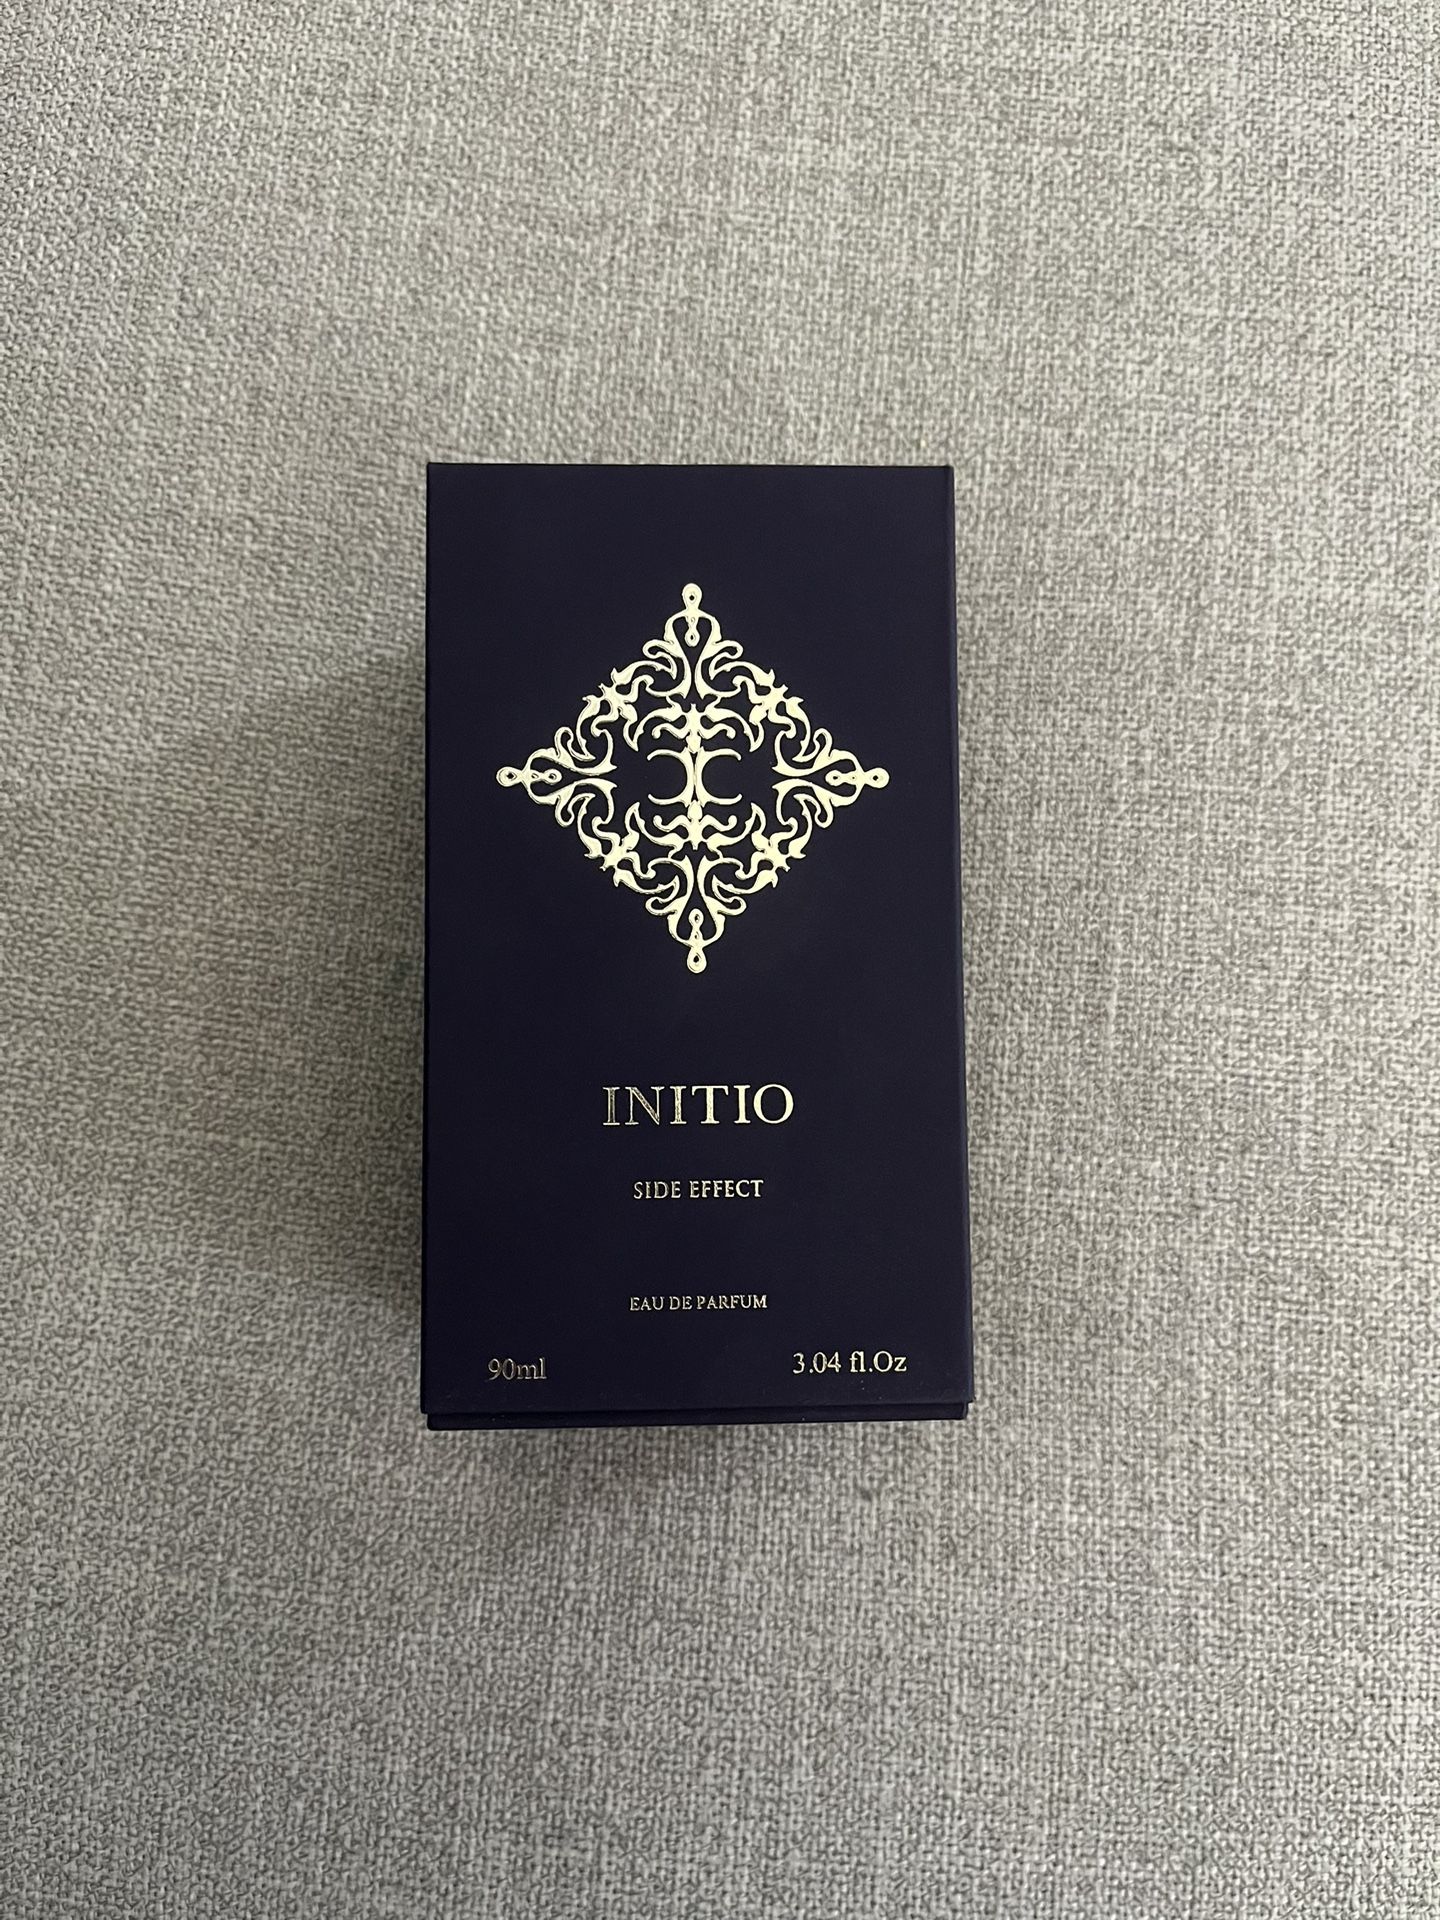 INITIO
SIDE EFFECT
EAU DE PARFUM
90ml 3.04 fl.Oz